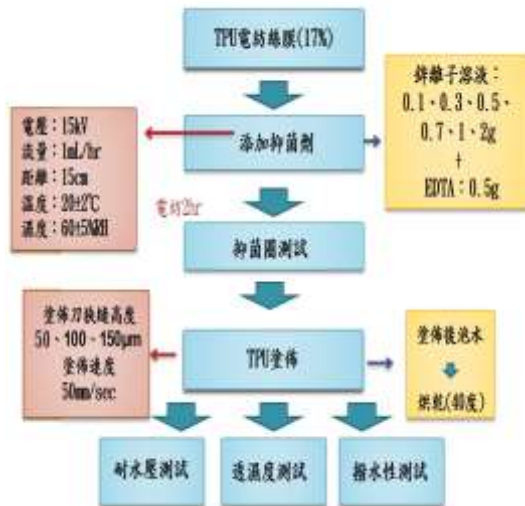 TPU電紡絲膜(17%)
鋅離子溶液：
0.1、0.3、0.5、
0.7、1、2g
+
EDTA：0.5g
電壓：15kV
流量：1mL/hr
距離：15cm
溫度：20±2℃
濕度：60±5%RH
添加抑菌劑
電紡2hr
抑菌圈測試
塗佈刀狹縫高度
50、100、150μm
塗佈速度
50mm/sec
TPU塗佈
塗佈後泡水
烘乾(40度)
耐水壓測試
透濕度測試
撥水性測試